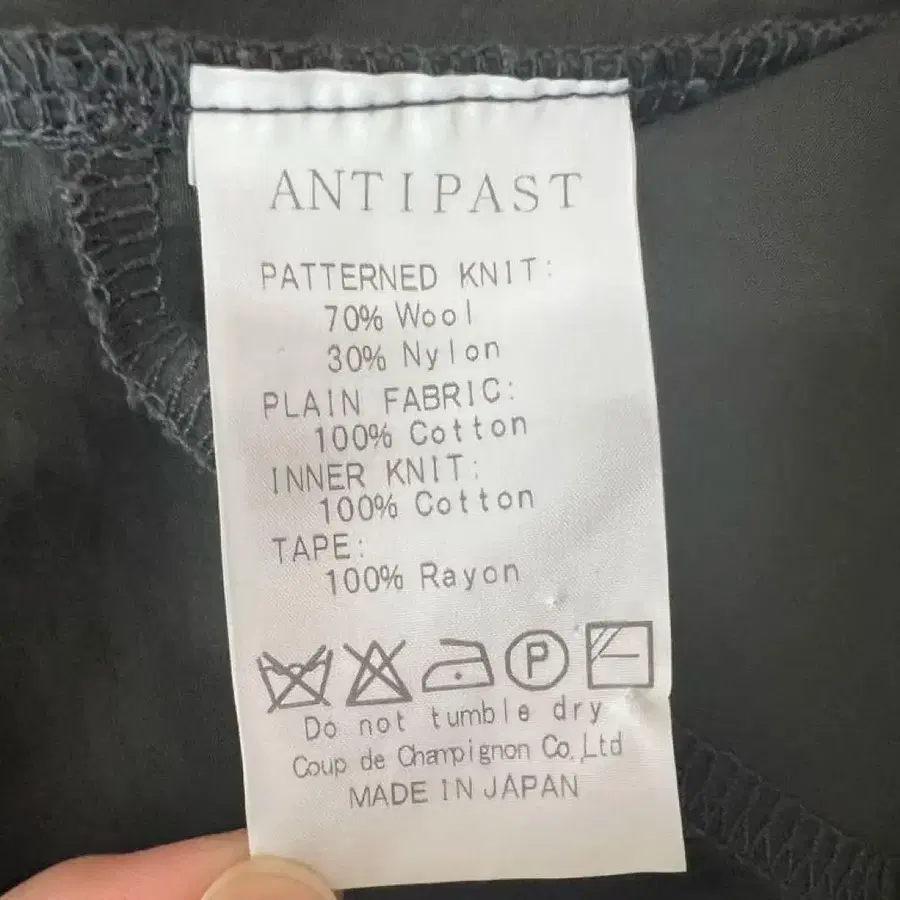 ANTIPAST
PATTERNED KNIT:
70% Wool
30% Nylon
PLAIN FABRIC:
100% Cotton
INNER KNIT:
100% Cotton
TAPE:
100% Rayon
P
Do not tumble dry
Coup de Champignon Co,.Ltd
MADE IN JAPAN